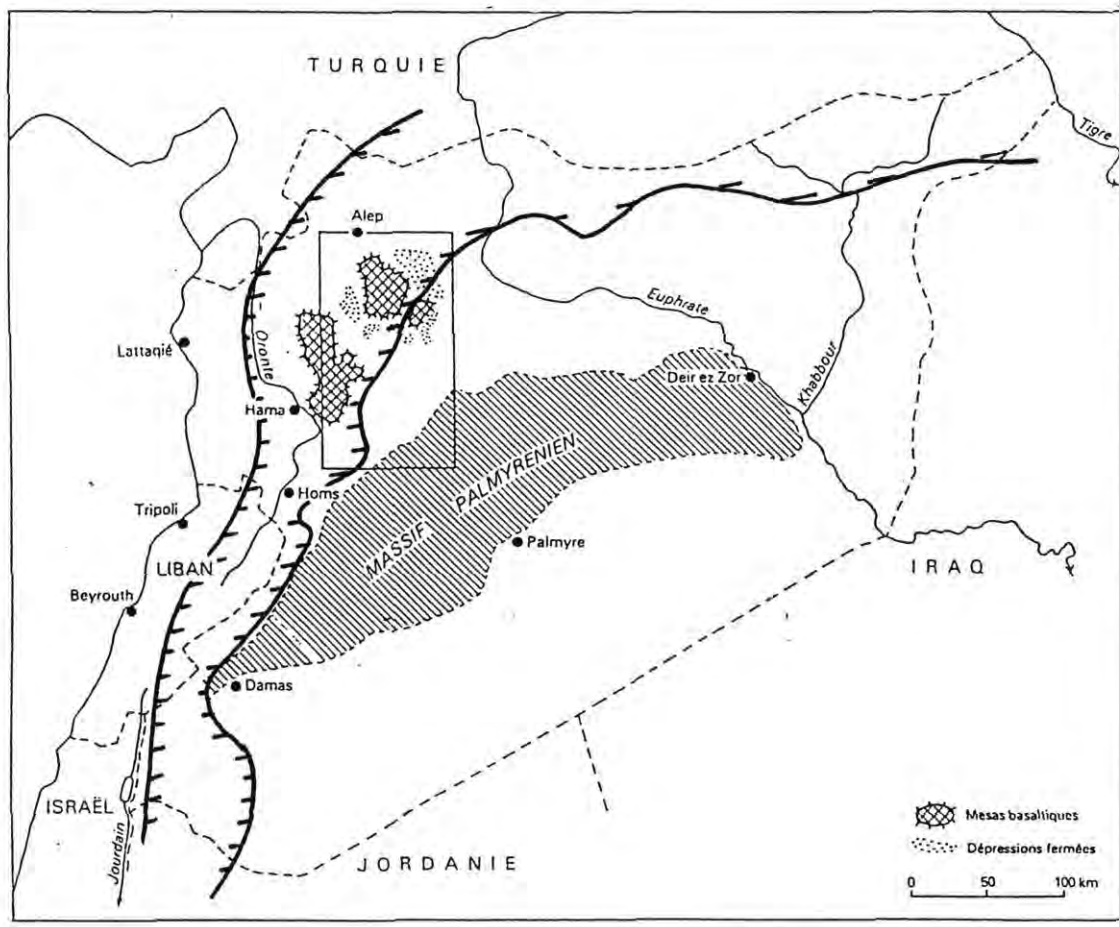 TURQUIE
Tigre
Alep
Euphrate
Oronte
Lattaqié
Deir ez Zor
Khabbour
Hama
MASSIF PALMYRENIEN
Homs
Tripoli
Palmyre
LIBAN
IRAQ
Beyrouth
Damas
ISRAËL
Jourdain
JORDANIE
Mesas basaltiques
Dépressions fermées
0 50 100 km